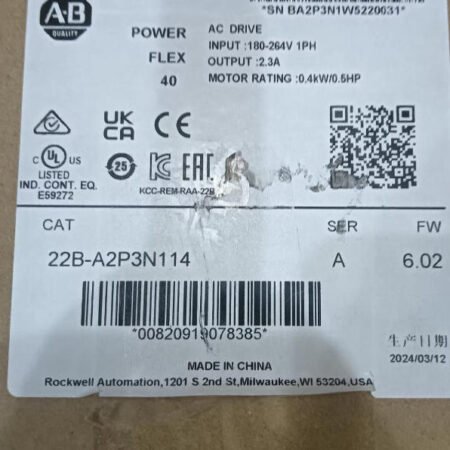 A-B
QUALITY
*SN BA2P3N1W5220031*
POWER
FLEX
40
AC DRIVE
INPUT :180-264V 1PH
OUTPUT :2.3A
MOTOR RATING :0.4kW/0.5HP
UK
CA
CE
C UL US
LISTED
IND. CONT. EQ.
E59272
25
EAC
KCC-REM-RAA-22B
CAT
SER
FW
22B-A2P3N114
A
6.02
*00820919078385*
生产日期
2024/03/12
MADE IN CHINA
Rockwell Automation,1201 S 2nd St,Milwaukee,WI 53204,USA